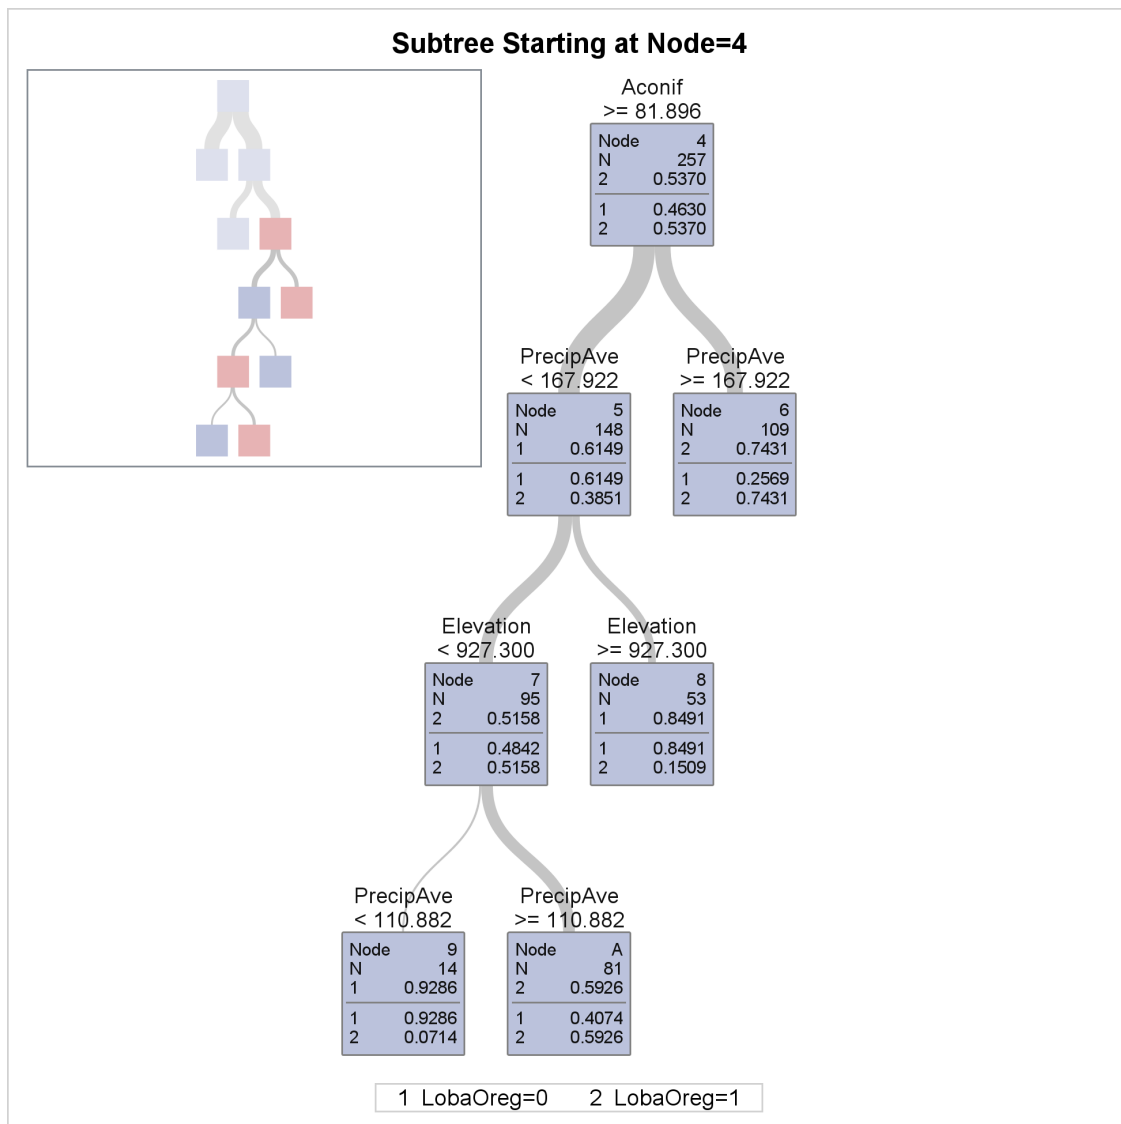 Subtree Starting at Node=4
Aconif
>= 81.896
Node 4
N 257
2 0.5370
1 0.4630
2 0.5370
PrecipAve
< 167.922
Node 5
N 148
1 0.6149
1 0.6149
2 0.3851
PrecipAve
>= 167.922
Node 6
N 109
2 0.7431
1 0.2569
2 0.7431
Elevation
< 927.300
Node 7
N 95
2 0.5158
1 0.4842
2 0.5158
Elevation
>= 927.300
Node 8
N 53
1 0.8491
1 0.8491
2 0.1509
PrecipAve
< 110.882
Node 9
N 14
1 0.9286
1 0.9286
2 0.0714
PrecipAve
>= 110.882
Node A
N 81
2 0.5926
1 0.4074
2 0.5926
1 LobaOreg=0 2 LobaOreg=1